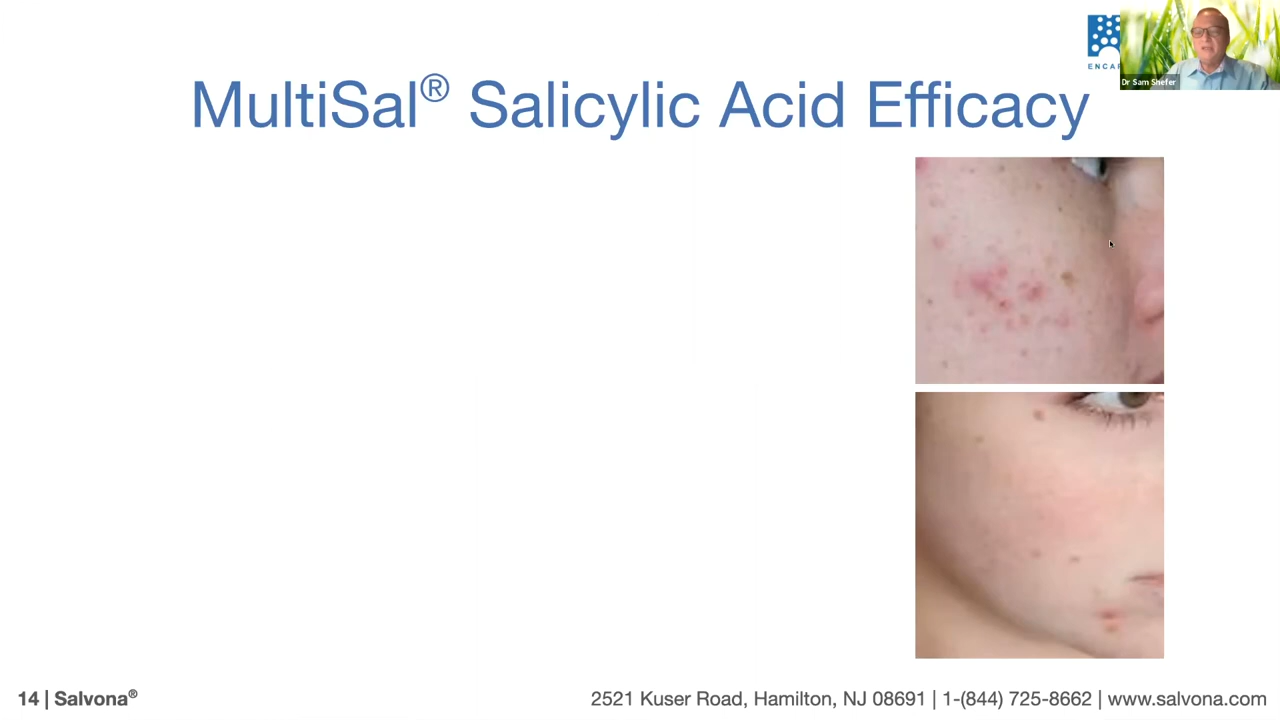 MultiSal® Salicylic Acid Efficacy
Dr Sam Shefer
14 | Salvona®
2521 Kuser Road, Hamilton, NJ 08691 | 1-(844) 725-8662 | www.salvona.com